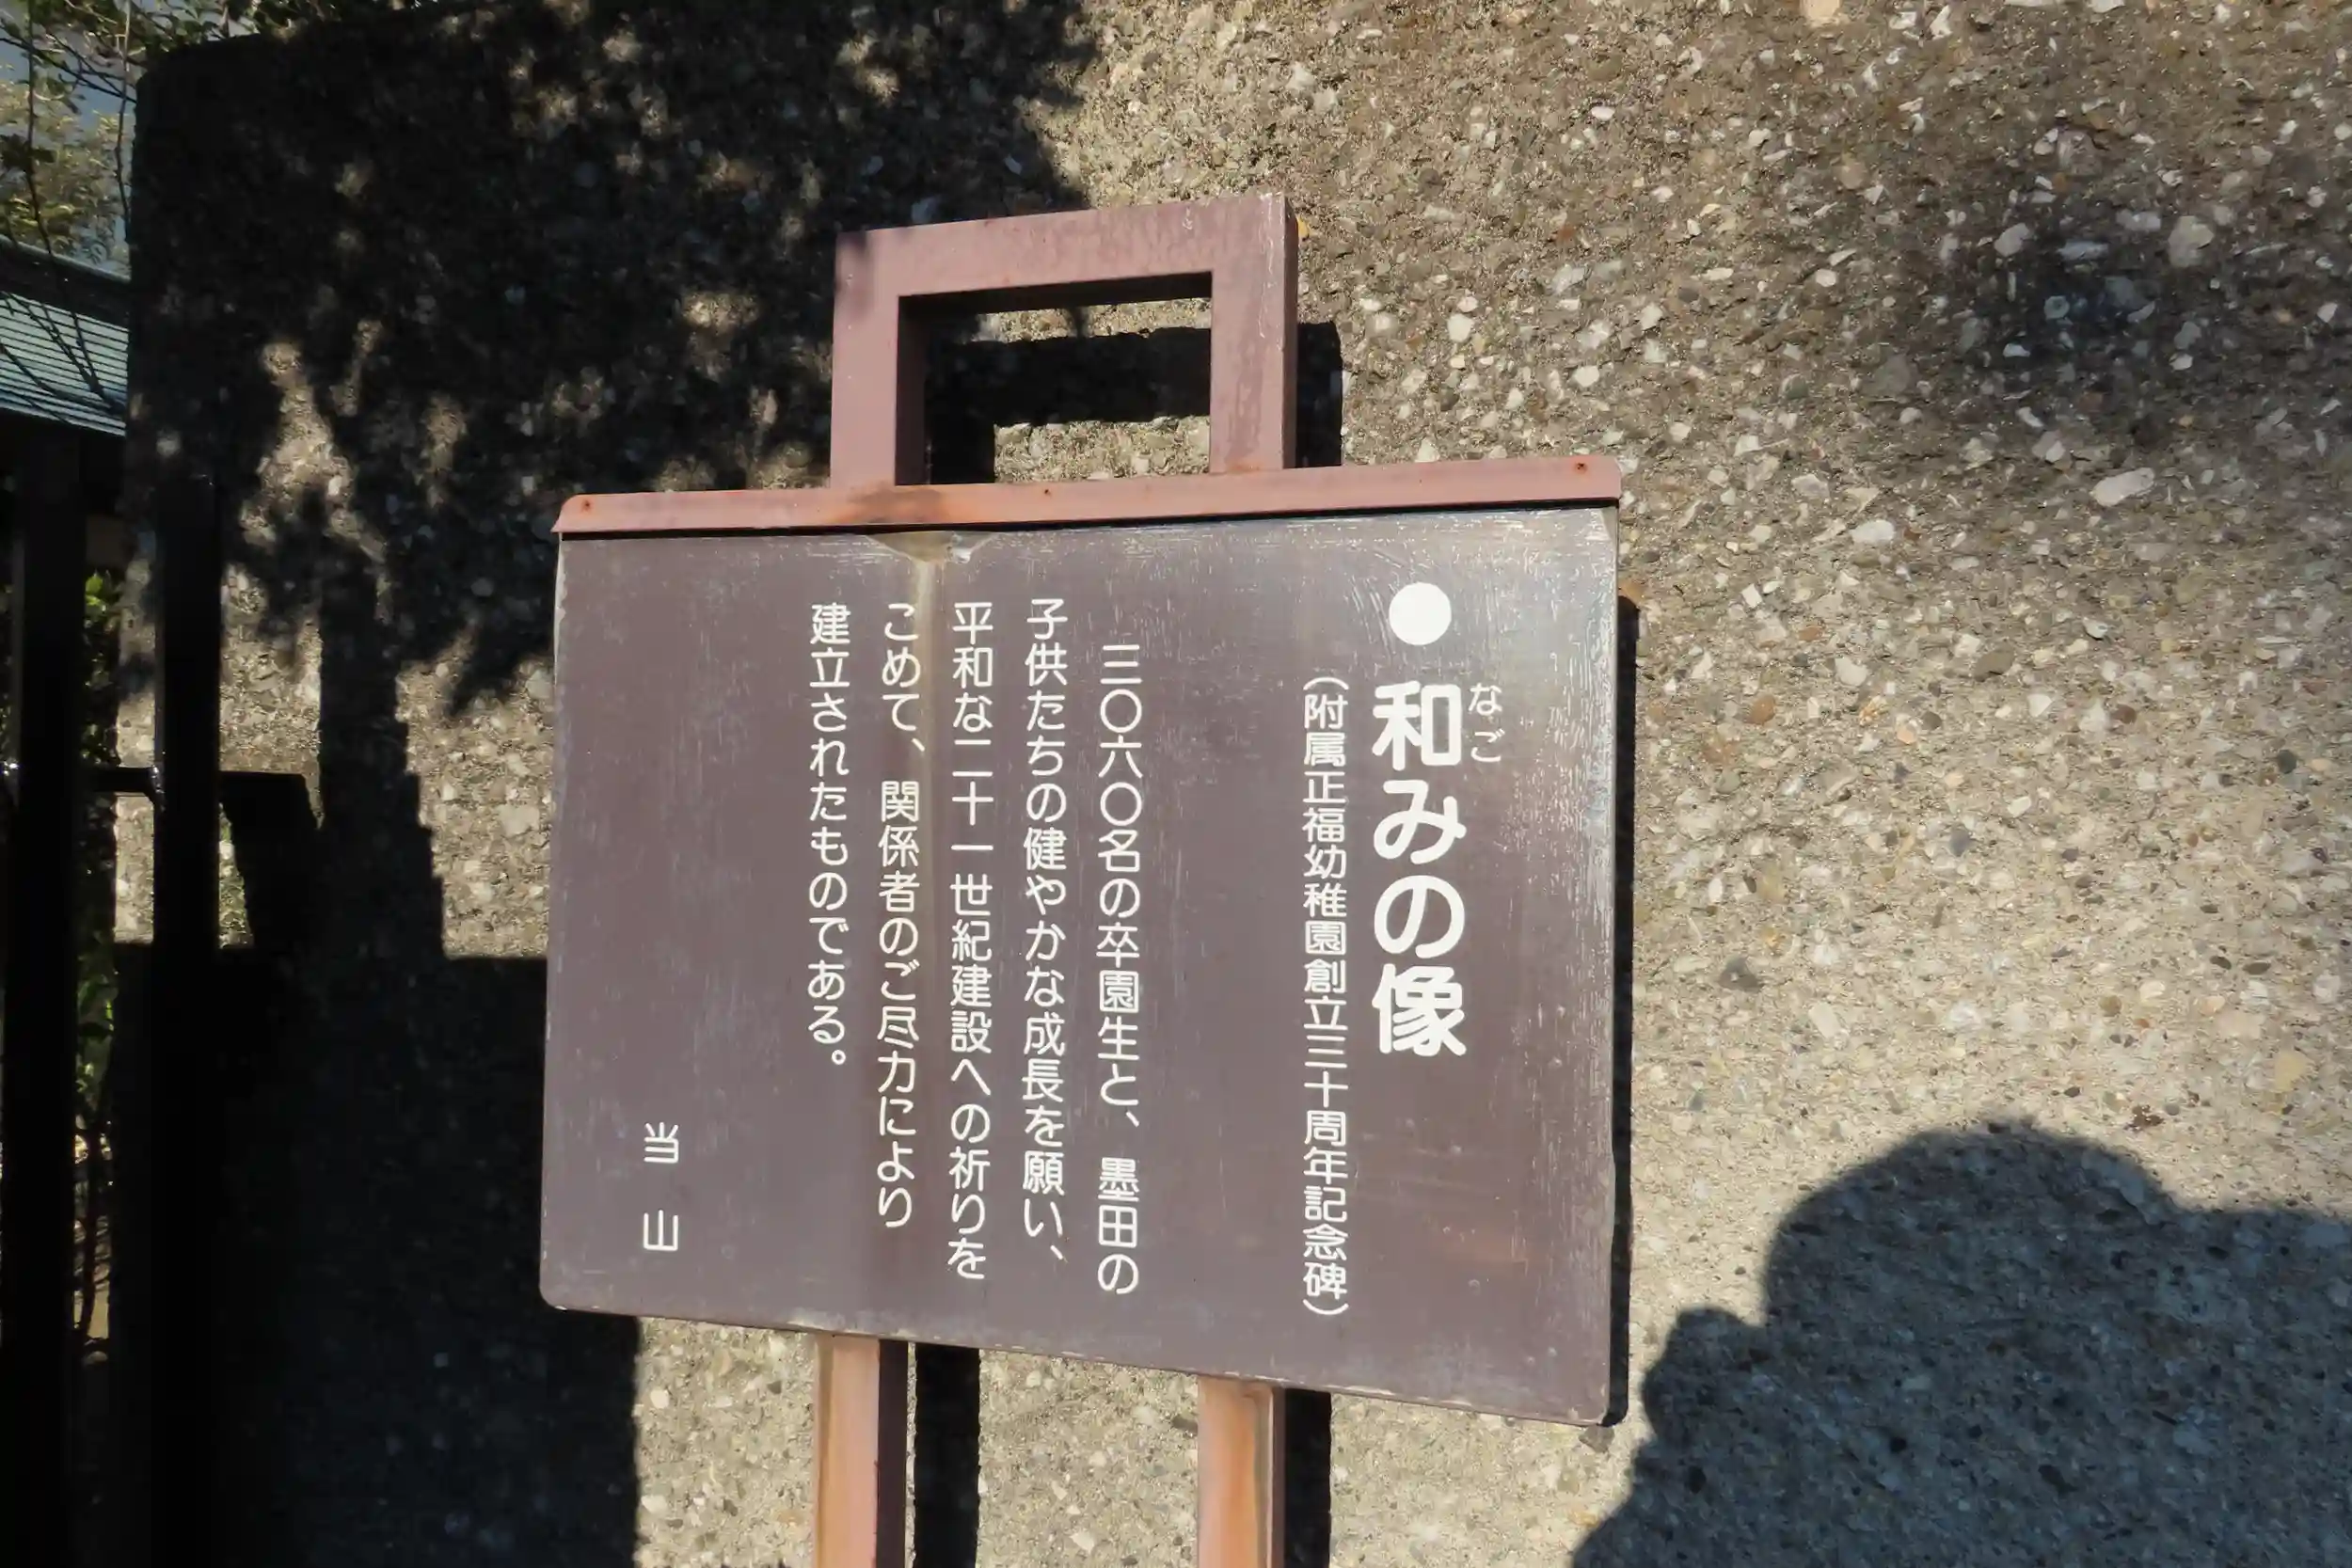 ●和みの像
なご
(附属正福幼稚園創立三十周年記念碑)
三〇六〇名の卒園生と、墨田の
子供たちの健やかな成長を願い、
平和な二十一世紀建設への祈りを
こめて、関係者のご尽力により
建立されたものである。
当山